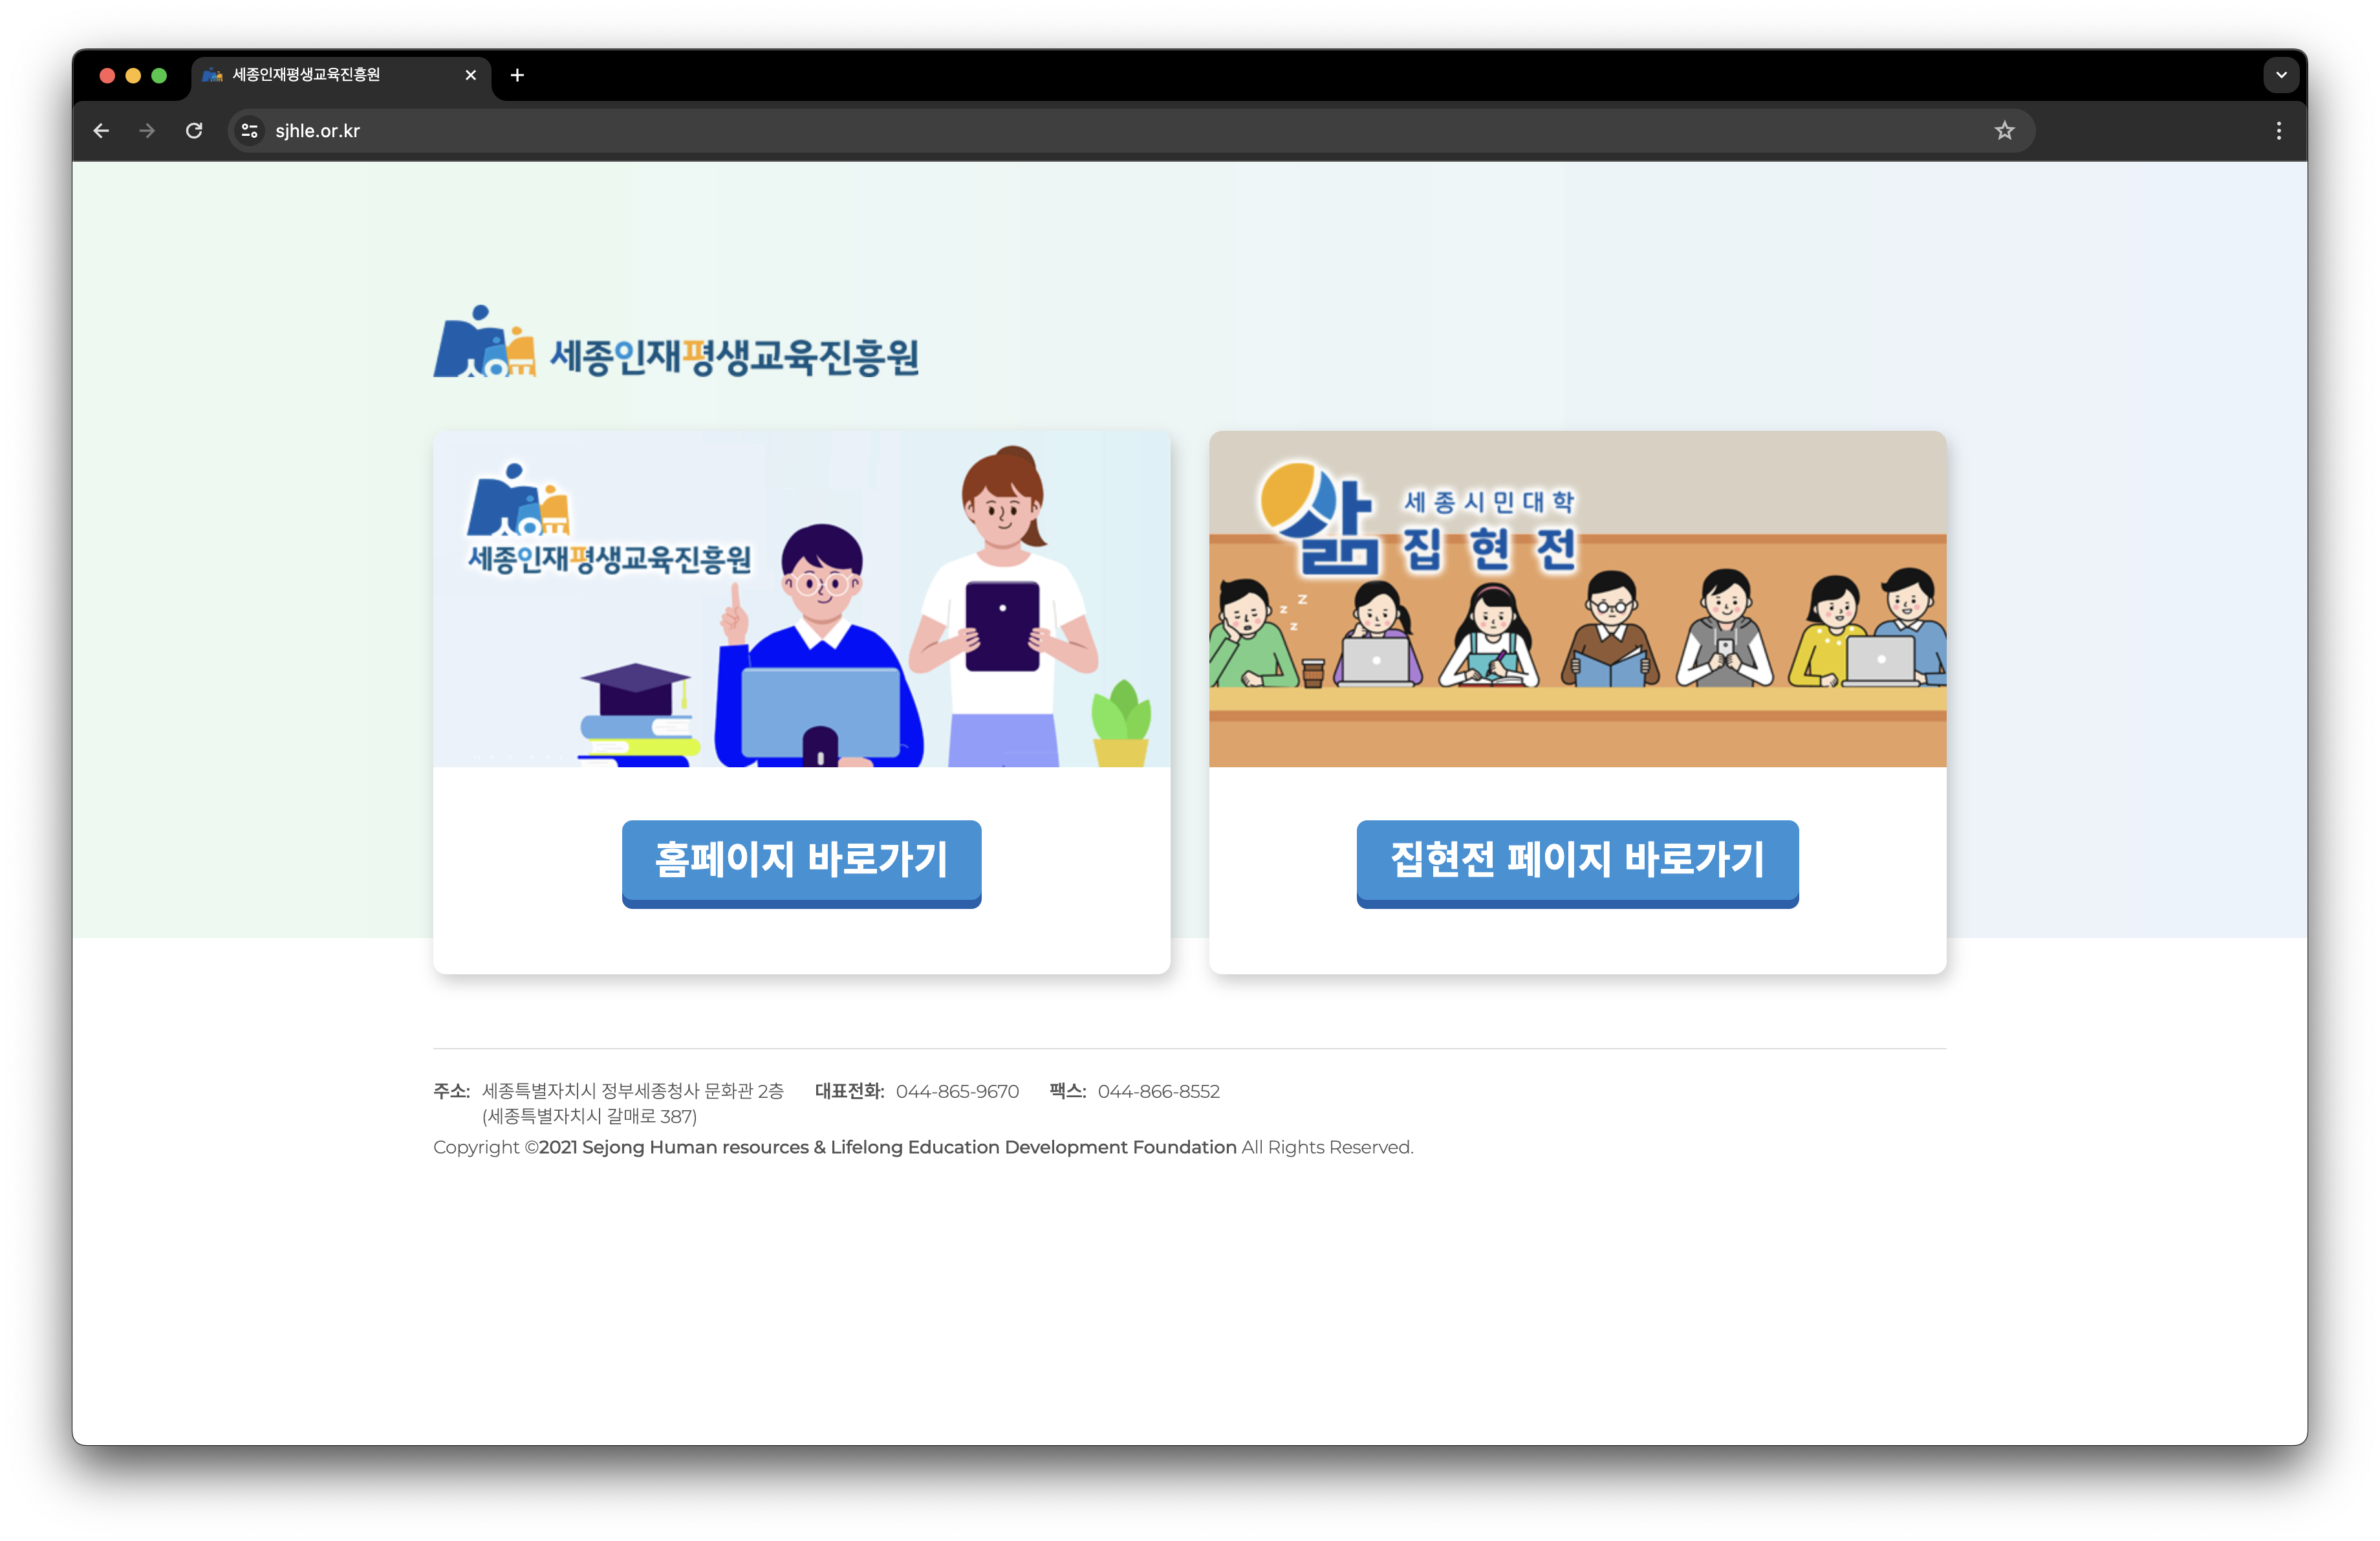 세종인재평생교육진흥원
sjhle.or.kr
세종인재평생교육진흥원
세종인재평생교육진흥원
삶
세종시민대학
집현전
z
z
z
홈페이지 바로가기
집현전 페이지 바로가기
주소: 세종특별자치시 정부세종청사 문화관 2층 대표전화: 044-865-9670 팩스: 044-866-8552
(세종특별자치시 갈매로 387)
Copyright ©2021 Sejong Human resources & Lifelong Education Development Foundation All Rights Reserved.